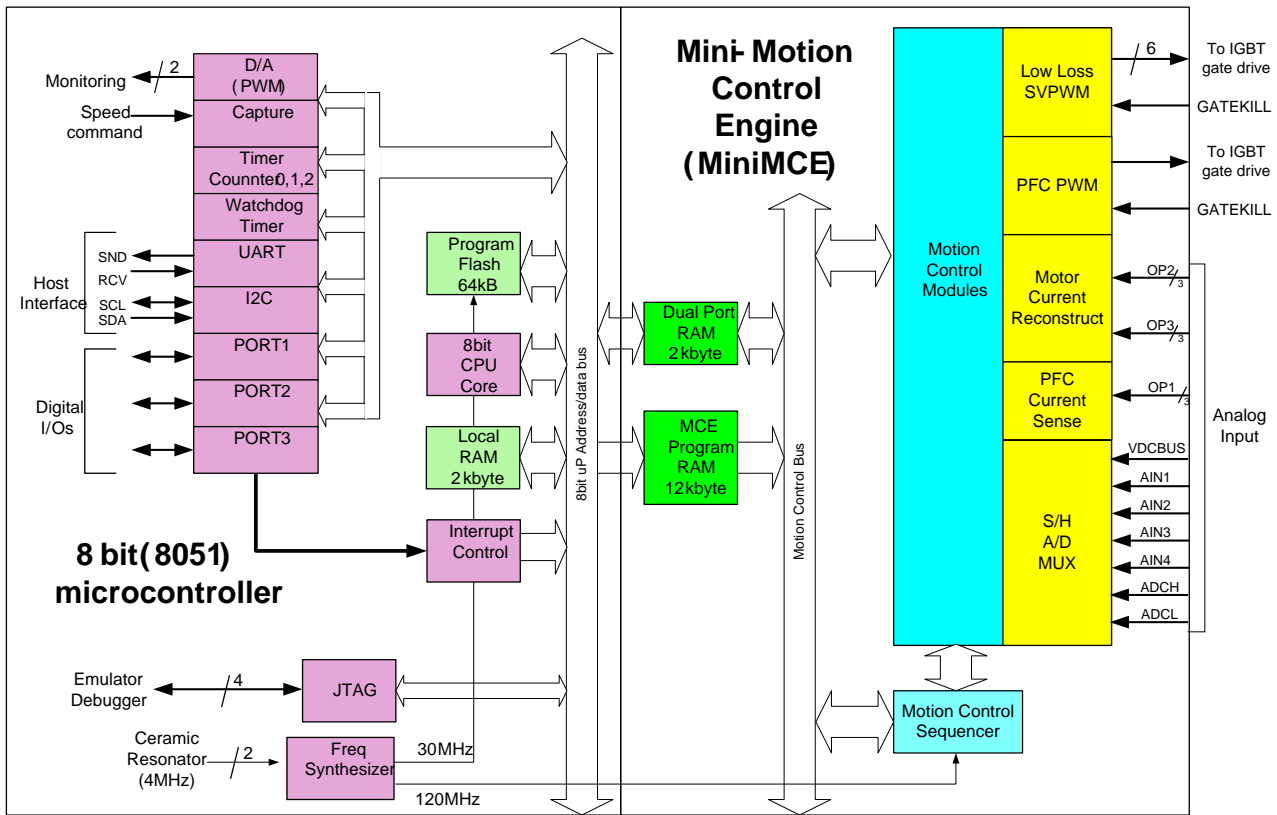 Monitoring
2
D/A
(PWM)
Speed
command
Capture
Timer
Counnter0,1,2
Watchdog
Timer
Host
Interface
SND
RCV
UART
SCL
SDA
I2C
Digital
I/Os
PORT1
PORT2
PORT3
8 bit(8051)
microcontroller
Program
Flash
64kB
8bit
CPU
Core
Local
RAM
2kbyte
Interrupt
Control
Emulator
Debugger
4
JTAG
Ceramic
Resonator
(4MHz)
2
Freq
Synthesizer
30MHz
120MHz
8bit uP Address/data bus
Mini-Motion
Control
Engine
(MiniMCE)
Dual Port
RAM
2kbyte
MCE
Program
RAM
12kbyte
Motion Control Bus
Motion
Control
Modules
Motion Control
Sequencer
Low Loss
SVPWM
6
To IGBT
gate drive
GATEKILL
PFC PWM
To IGBT
gate drive
GATEKILL
Motor
Current
Reconstruct
OP2
3
OP3
3
PFC
Current
Sense
OP1
3
Analog
Input
S/H
A/D
MUX
VDCBUS
AIN1
AIN2
AIN3
AIN4
ADCH
ADCL